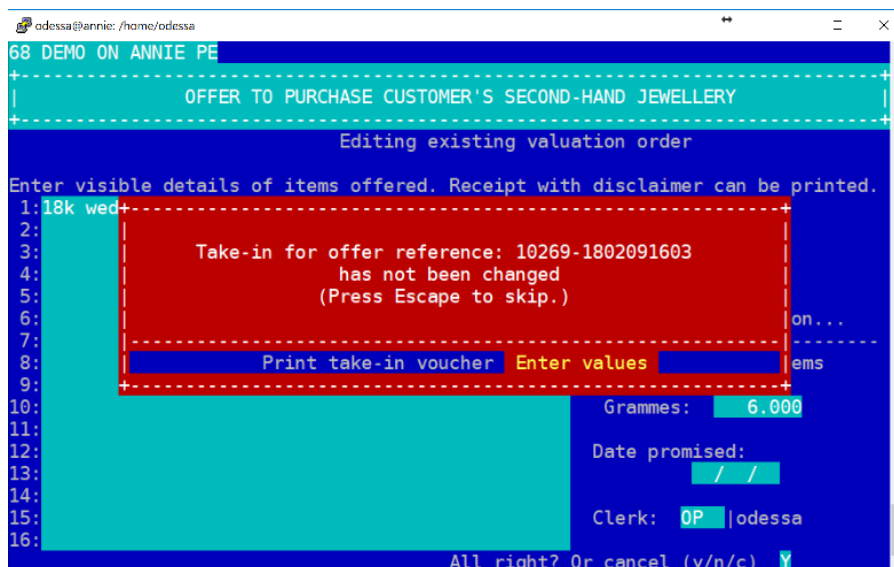 odessa@annie: /home/odessa
68 DEMO ON ANNIE PE
OFFER TO PURCHASE CUSTOMER'S SECOND-HAND JEWELLERY
Editing existing valuation order
Enter visible details of items offered. Receipt with disclaimer can be printed.
1:18k wed
2:
3: Take-in for offer reference: 10269-1802091603
4: has not been changed
5: (Press Escape to skip.)
6: on...
7:
8: Print take-in voucher Enter values ems
9:
10: Grammes: 6.000
11:
12: Date promised:
13: / /
14:
15: Clerk: OP |odessa
16:
All right? Or cancel (y/n/c) Y